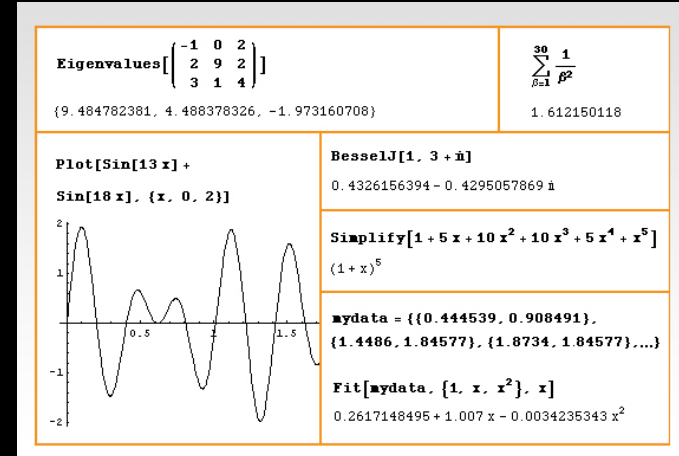 Eigenvalues[(-1 0 2
2 9 2
3 1 4)]
{9.484782381, 4.488378326, -1.973160708}
30
∑ 1/β²
β=1
1.612150118
Plot[Sin[13 x] +
Sin[18 x], {x, 0, 2}]
2
1
0.5 1 1.5
-1
-2
BesselJ[1, 3 + ⅈ]
0.4326156394 - 0.4295057869 ⅈ
Simplify[1 + 5 x + 10 x² + 10 x³ + 5 x⁴ + x⁵]
(1 + x)⁵
mydata = {{0.444539, 0.908491},
{1.4486, 1.84577}, {1.8734, 1.84577},...}
Fit[mydata, {1, x, x²}, x]
0.2617148495 + 1.007 x - 0.0034235343 x²